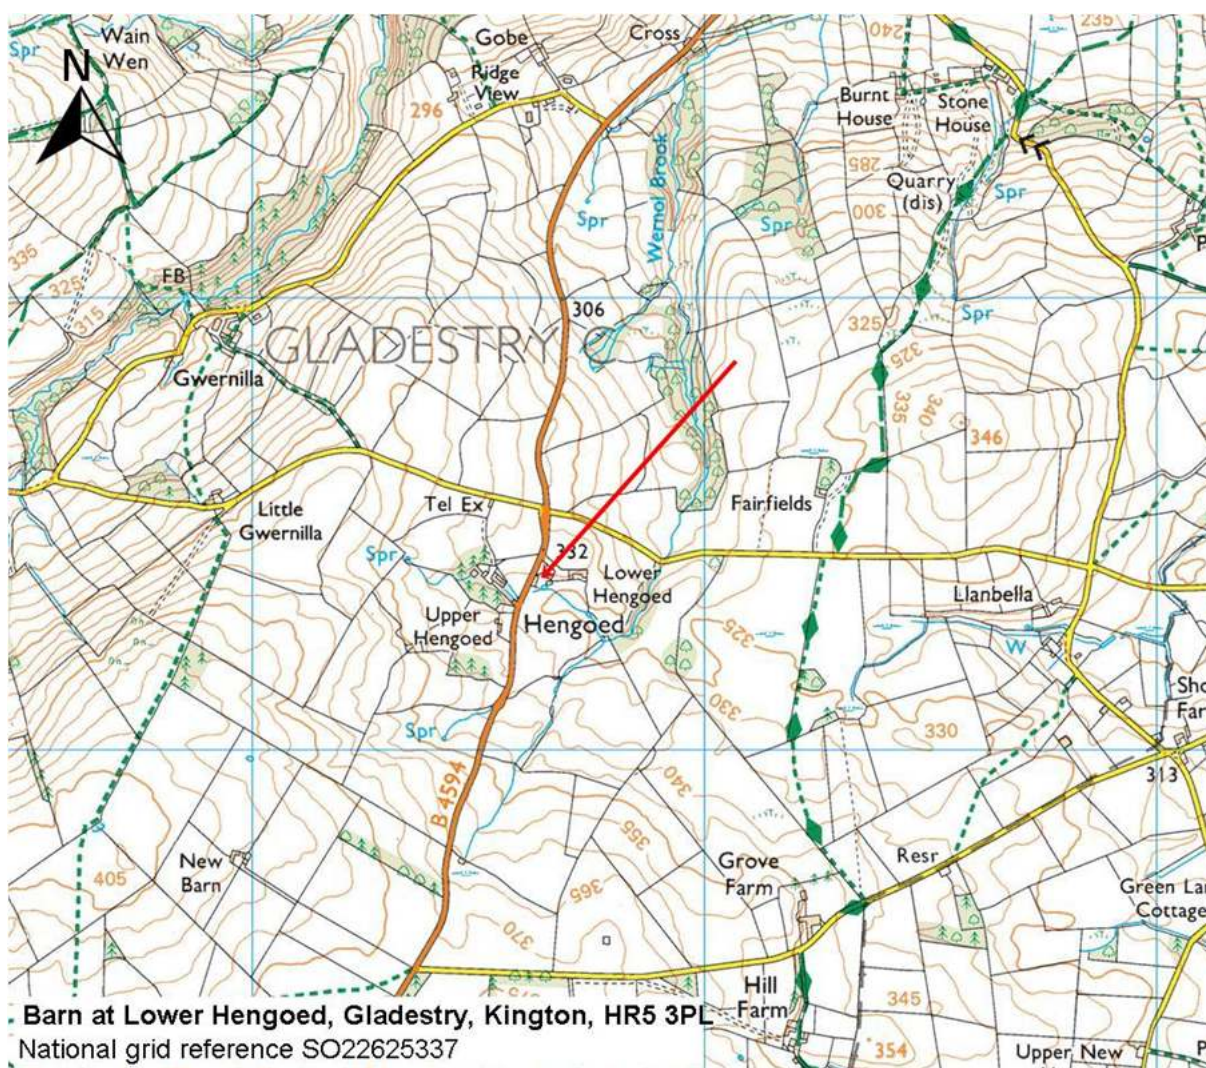 Spr
Wain
Wen
N
Gobe
Cross
Ridge
View
296
240
235
Burnt
House
Stone
House
285
Quarry
(dis)
300
Spr
Spr
Spr
Wernol Brook
335
325
315
FB
306
GLADESTRY C
Gwernilla
325
Spr
325
335
340
346
Little
Gwernilla
Tel Ex
Fairfields
Spr
332
Lower
Hengoed
Upper
Hengoed
Hengoed
325
Llanbella
W
330
330
Spr
Sho
Far
313
B 4594
340
355
New
Barn
405
365
370
Grove
Farm
Resr
Green Lan
Cottage
Hill
Farm
345
354
Upper New
P
P
375
Barn at Lower Hengoed, Gladestry, Kington, HR5 3PL
National grid reference SO22625337